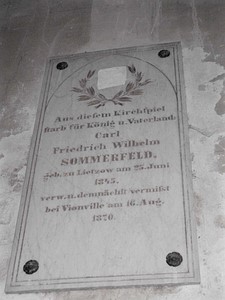 Aus diesem Kirchspiel
starb für König u. Vaterland:
Carl
Friedrich Wilhelm
SOMMERFELD,
geb. zu Lietzow am 25. Juni
1845.
verw. u. demnächst vermißt
bei Vionville am 16. Aug.
1870.